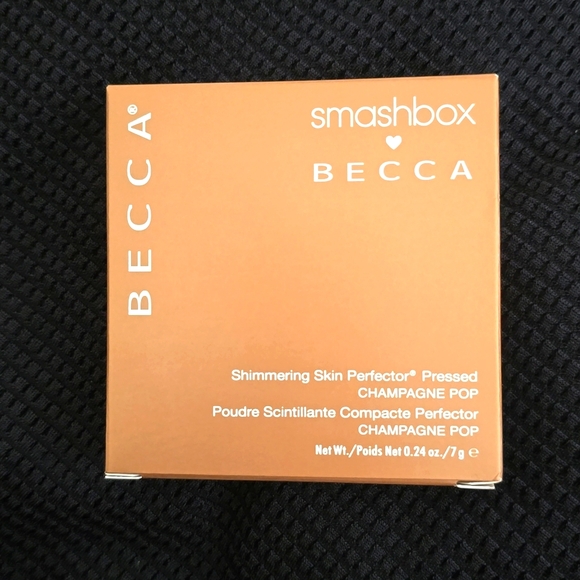 BECCA®
smashbox
♥
BECCA
Shimmering Skin Perfector® Pressed
CHAMPAGNE POP
Poudre Scintillante Compacte Perfector
CHAMPAGNE POP
Net Wt./Poids Net 0.24 oz./7 g ℮